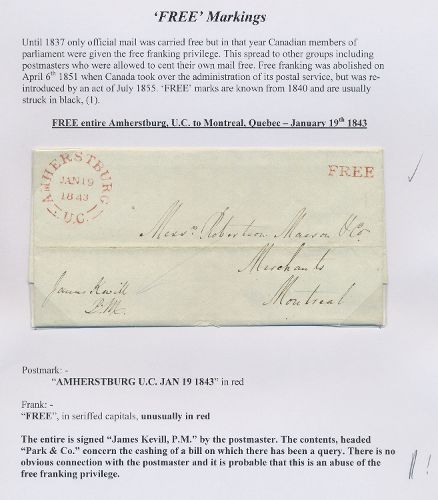 ‘FREE’ Markings
Until 1837 only official mail was carried free but in that year Canadian members of
parliament were given the free franking privilege. This spread to other groups including
postmasters who were allowed to cent their own mail free. Free franking was abolished on
April 6th 1851 when Canada took over the administration of its postal service, but was re-
introduced by an act of July 1855. ‘FREE’ marks are known from 1840 and are usually
struck in black, (1).
FREE entire Amherstburg, U.C. to Montreal, Quebec – January 19th 1843
AMHERSTBURG
JAN 19
1843
U.C.
FREE
Messrs Robertson Masson & Co
Merchants
Montreal
James Kevill
P.M.
Postmark: -
“AMHERSTBURG U.C. JAN 19 1843” in red
Frank: -
“FREE”, in seriffed capitals, unusually in red
The entire is signed “James Kevill, P.M.” by the postmaster. The contents, headed
“Park & Co.” concern the cashing of a bill on which there has been a query. There is no
obvious connection with the postmaster and it is probable that this is an abuse of the
free franking privilege.